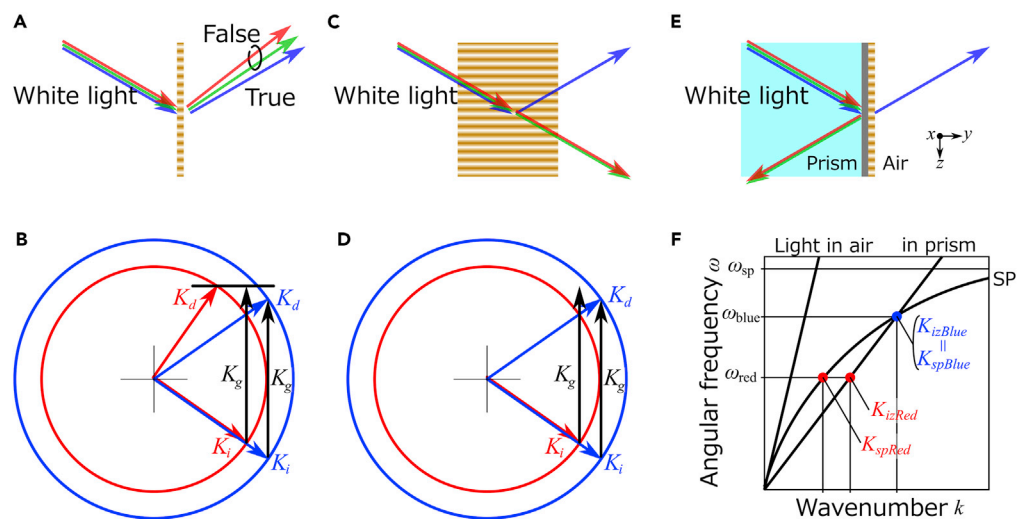 A
False
White light
True
C
White light
E
White light
Prism
Air
x
y
z
B
K_d
K_d
K_g
K_g
K_i
K_i
D
K_d
K_g
K_g
K_i
K_i
F
Light in air
in prism
Angular frequency ω
ω_sp
SP
ω_blue
K_izBlue
=
K_spBlue
ω_red
K_izRed
K_spRed
Wavenumber k